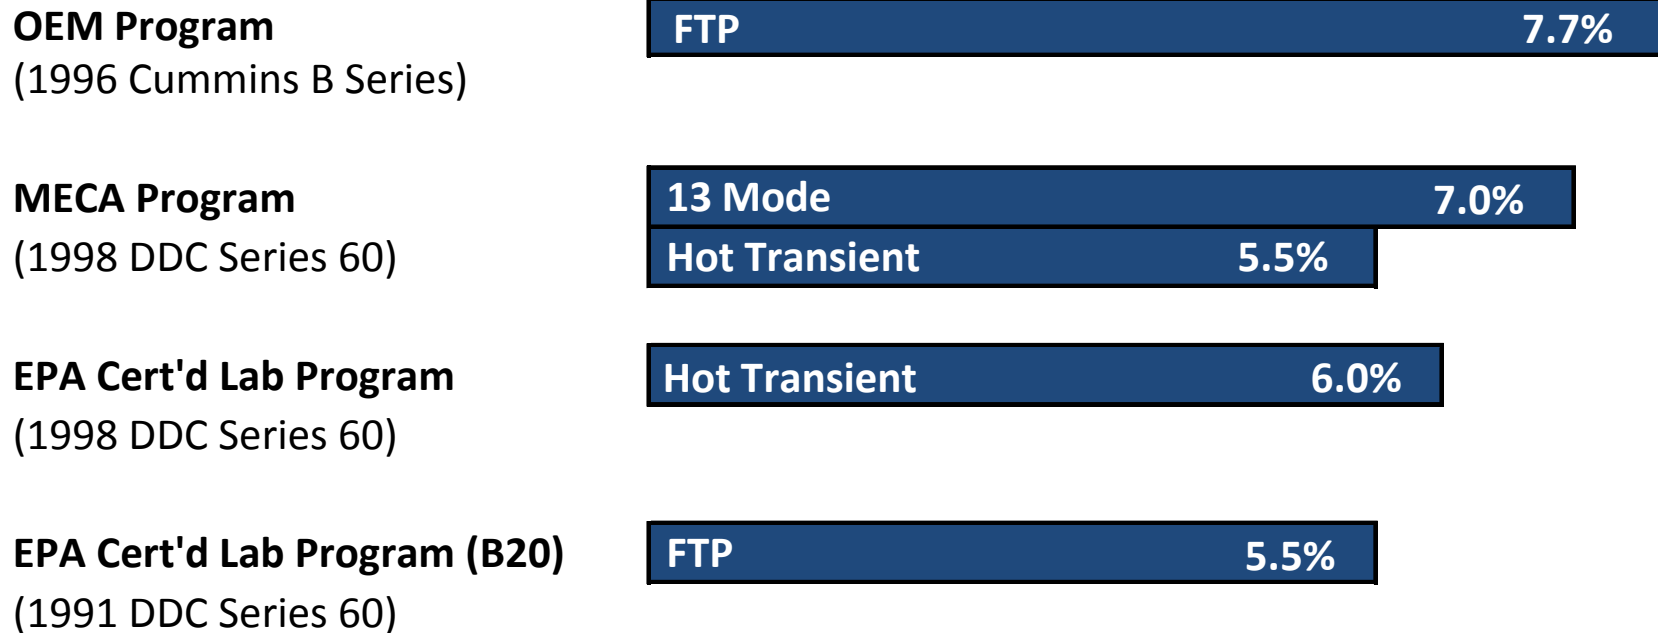 OEM Program
FTP 7.7%
(1996 Cummins B Series)
MECA Program
13 Mode 7.0%
(1998 DDC Series 60)
Hot Transient 5.5%
EPA Cert'd Lab Program
Hot Transient 6.0%
(1998 DDC Series 60)
EPA Cert'd Lab Program (B20)
FTP 5.5%
(1991 DDC Series 60)